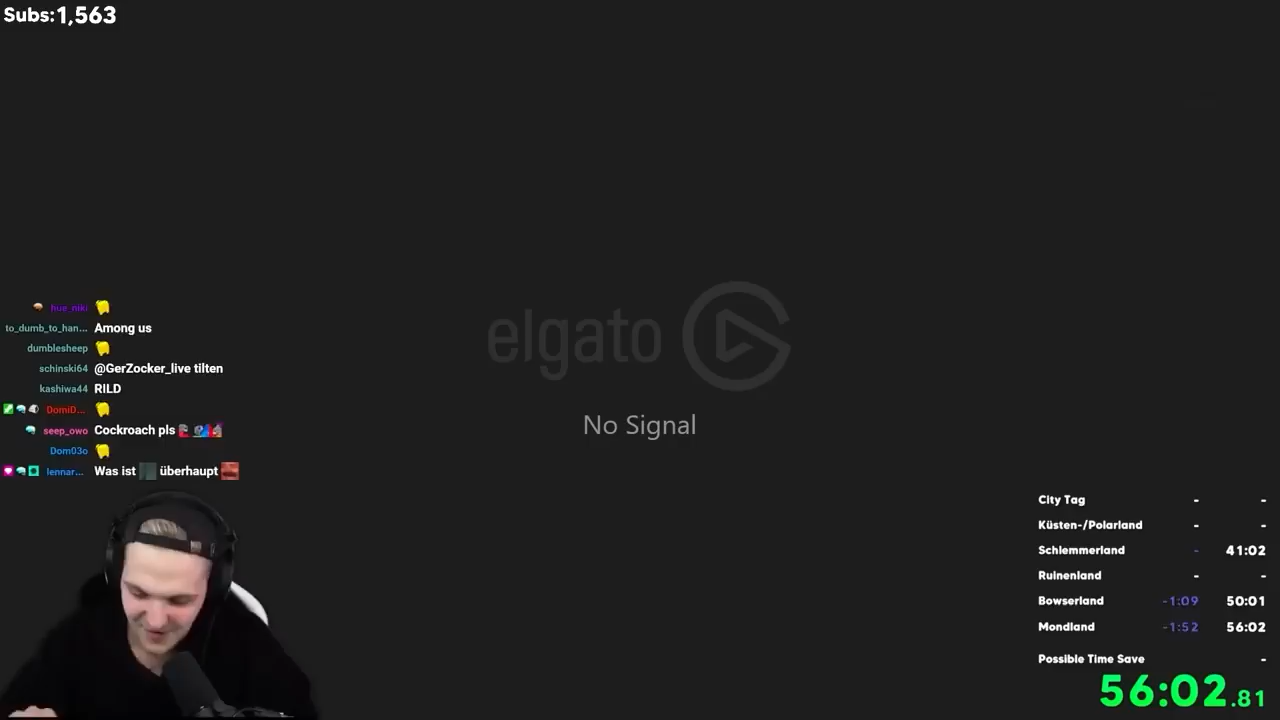 Subs:1,563
elgato
No Signal
hue_niki
to_dumb_to_han... Among us
dumblesheep
schinski64 @GerZocker_live tilten
kashiwa44 RILD
DomiD...
seep_owo Cockroach pls
Dom03o
lennar... Was ist überhaupt
City Tag - -
Küsten-/Polarland - -
Schlemmerland - 41:02
Ruinenland - -
Bowserland -1:09 50:01
Mondland -1:52 56:02
Possible Time Save -
56:02.81